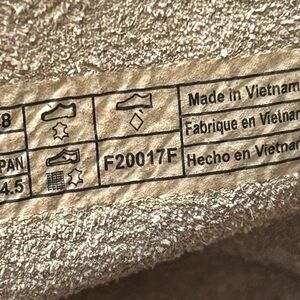 8
Made in Vietnam
Fabrique en Vietnam
PAN
4.5
F20017F
Hecho en Vietnam